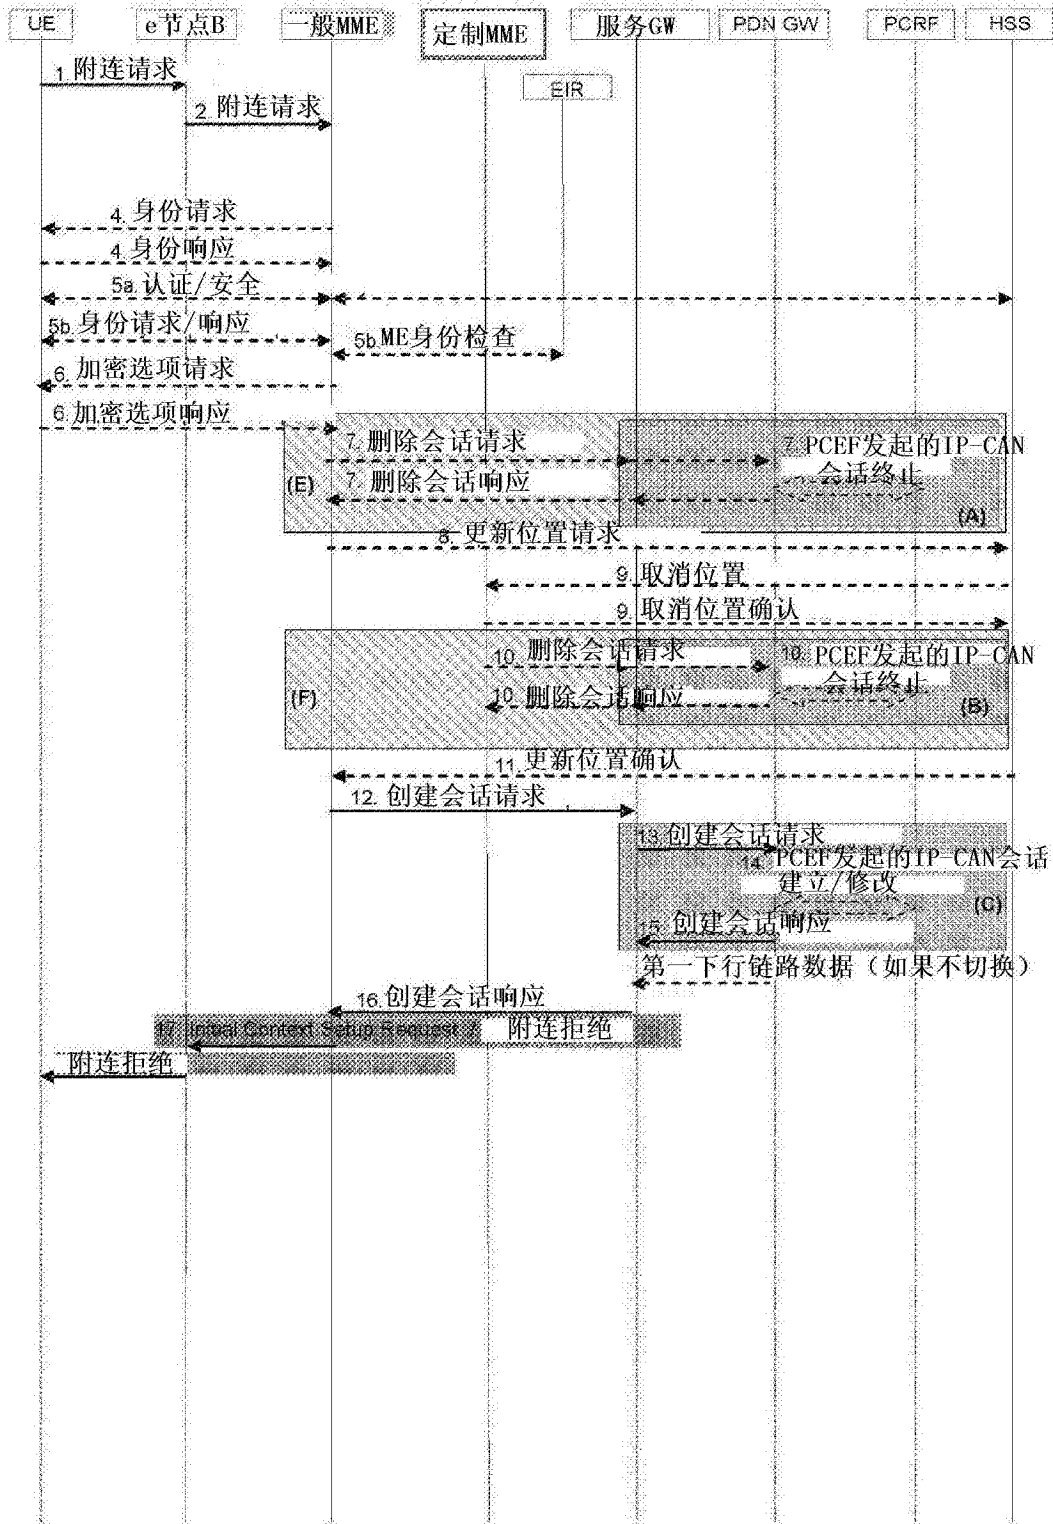 UE e节点B 一般MME 定制MME 服务GW PDN GW PCRF HSS
EIR
1. 附连请求
2. 附连请求
4. 身份请求
4. 身份响应
5a. 认证/安全
5b. 身份请求/响应
5b. ME身份检查
6. 加密选项请求
6. 加密选项响应
7. 删除会话请求
7. PCEF发起的IP-CAN
会话终止
7. 删除会话响应
(E)
(A)
8. 更新位置请求
9. 取消位置
9. 取消位置确认
10. 删除会话请求
10. PCEF发起的IP-CAN
会话终止
10. 删除会话响应
(F)
(B)
11. 更新位置确认
12. 创建会话请求
13. 创建会话请求
14. PCEF发起的IP-CAN会话
建立/修改
(C)
15. 创建会话响应
第一下行链路数据（如果不切换）
16. 创建会话响应
17. Initial Context Setup Request / 附连拒绝
附连拒绝